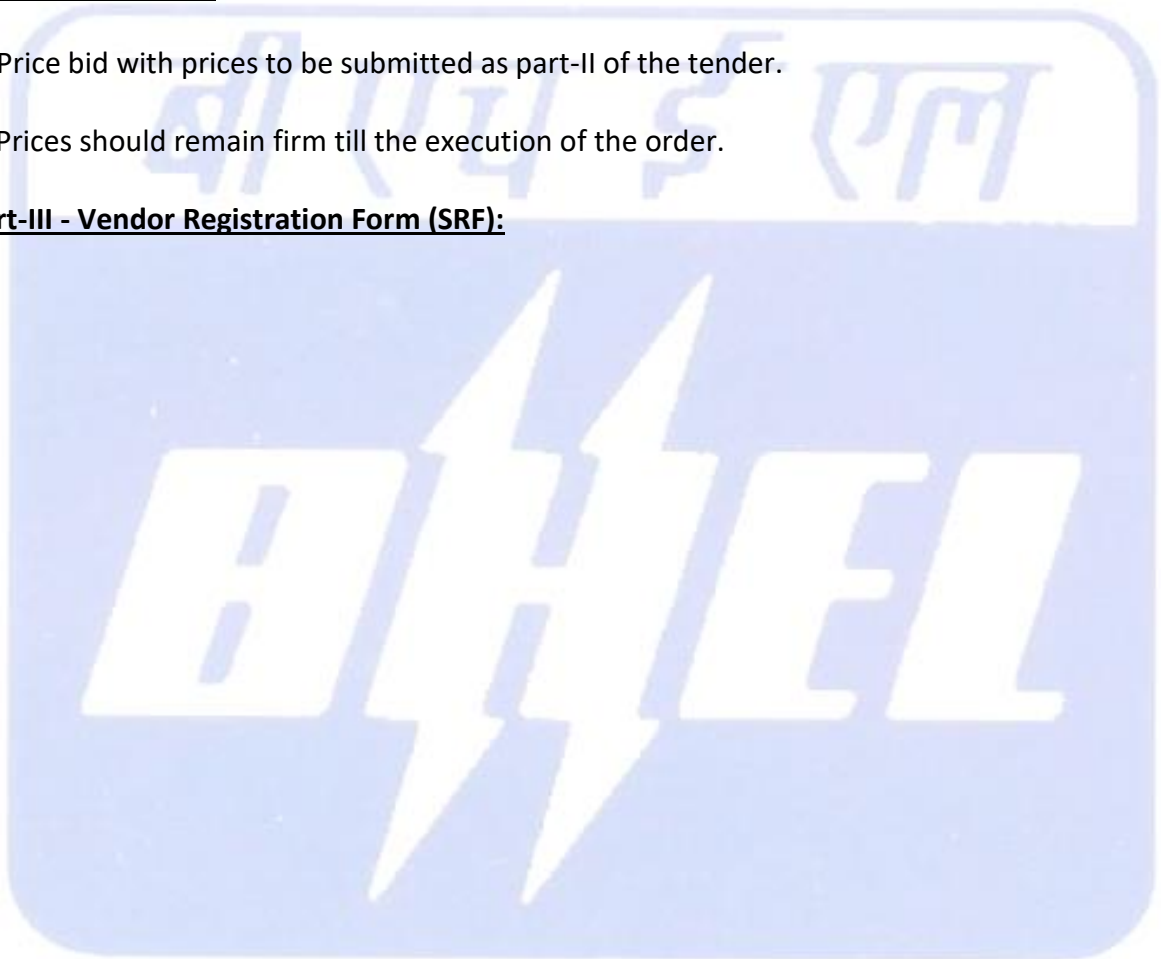 Price bid with prices to be submitted as part-II of the tender.
Prices should remain firm till the execution of the order.
rt-III - Vendor Registration Form (SRF):
बी एच ई एल
BHEL